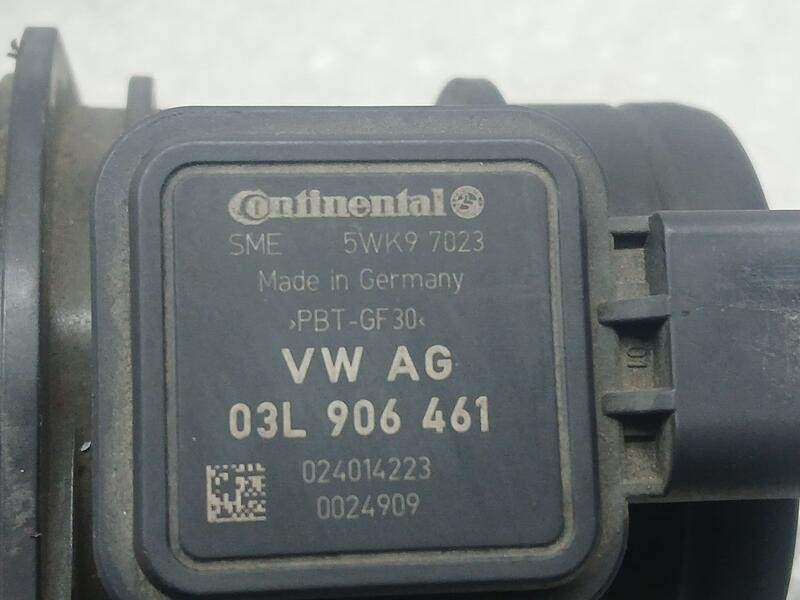 Continental
SME 5WK9 7023
Made in Germany
›PBT-GF30‹
VW AG
03L 906 461
024014223
0024909